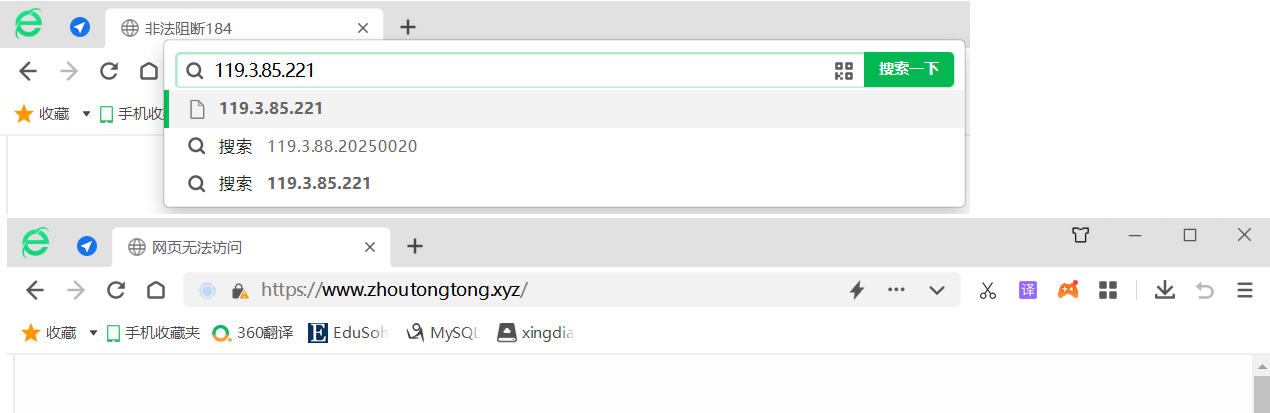 非法阻断184
119.3.85.221
搜索一下
收藏 手机收
119.3.85.221
搜索 119.3.88.20250020
搜索 119.3.85.221
网页无法访问
https://www.zhoutongtong.xyz/
译
收藏 手机收藏夹 360翻译 E EduSoh MySQL xingdia